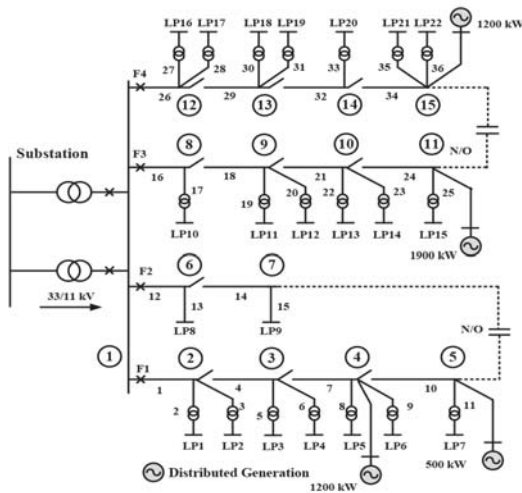 LP16 LP17 LP18 LP19 LP20 LP21 LP22 1200 kW
27 28 30 31 33 35 36
F4
26 29 32 34
12 13 14 15
Substation
8 9 10 11
N/O
F3
16 18 21 24
17 19 20 22 23 25
LP10 LP11 LP12 LP13 LP14 LP15
1900 kW
6 7
F2
12 13 14 15
33/11 kV
LP8 LP9
N/O
1 2 3 4 5
F1
1 4 7 10
2 3 5 6 8 9 11
LP1 LP2 LP3 LP4 LP5 LP6 LP7
500 kW
1200 kW
Distributed Generation